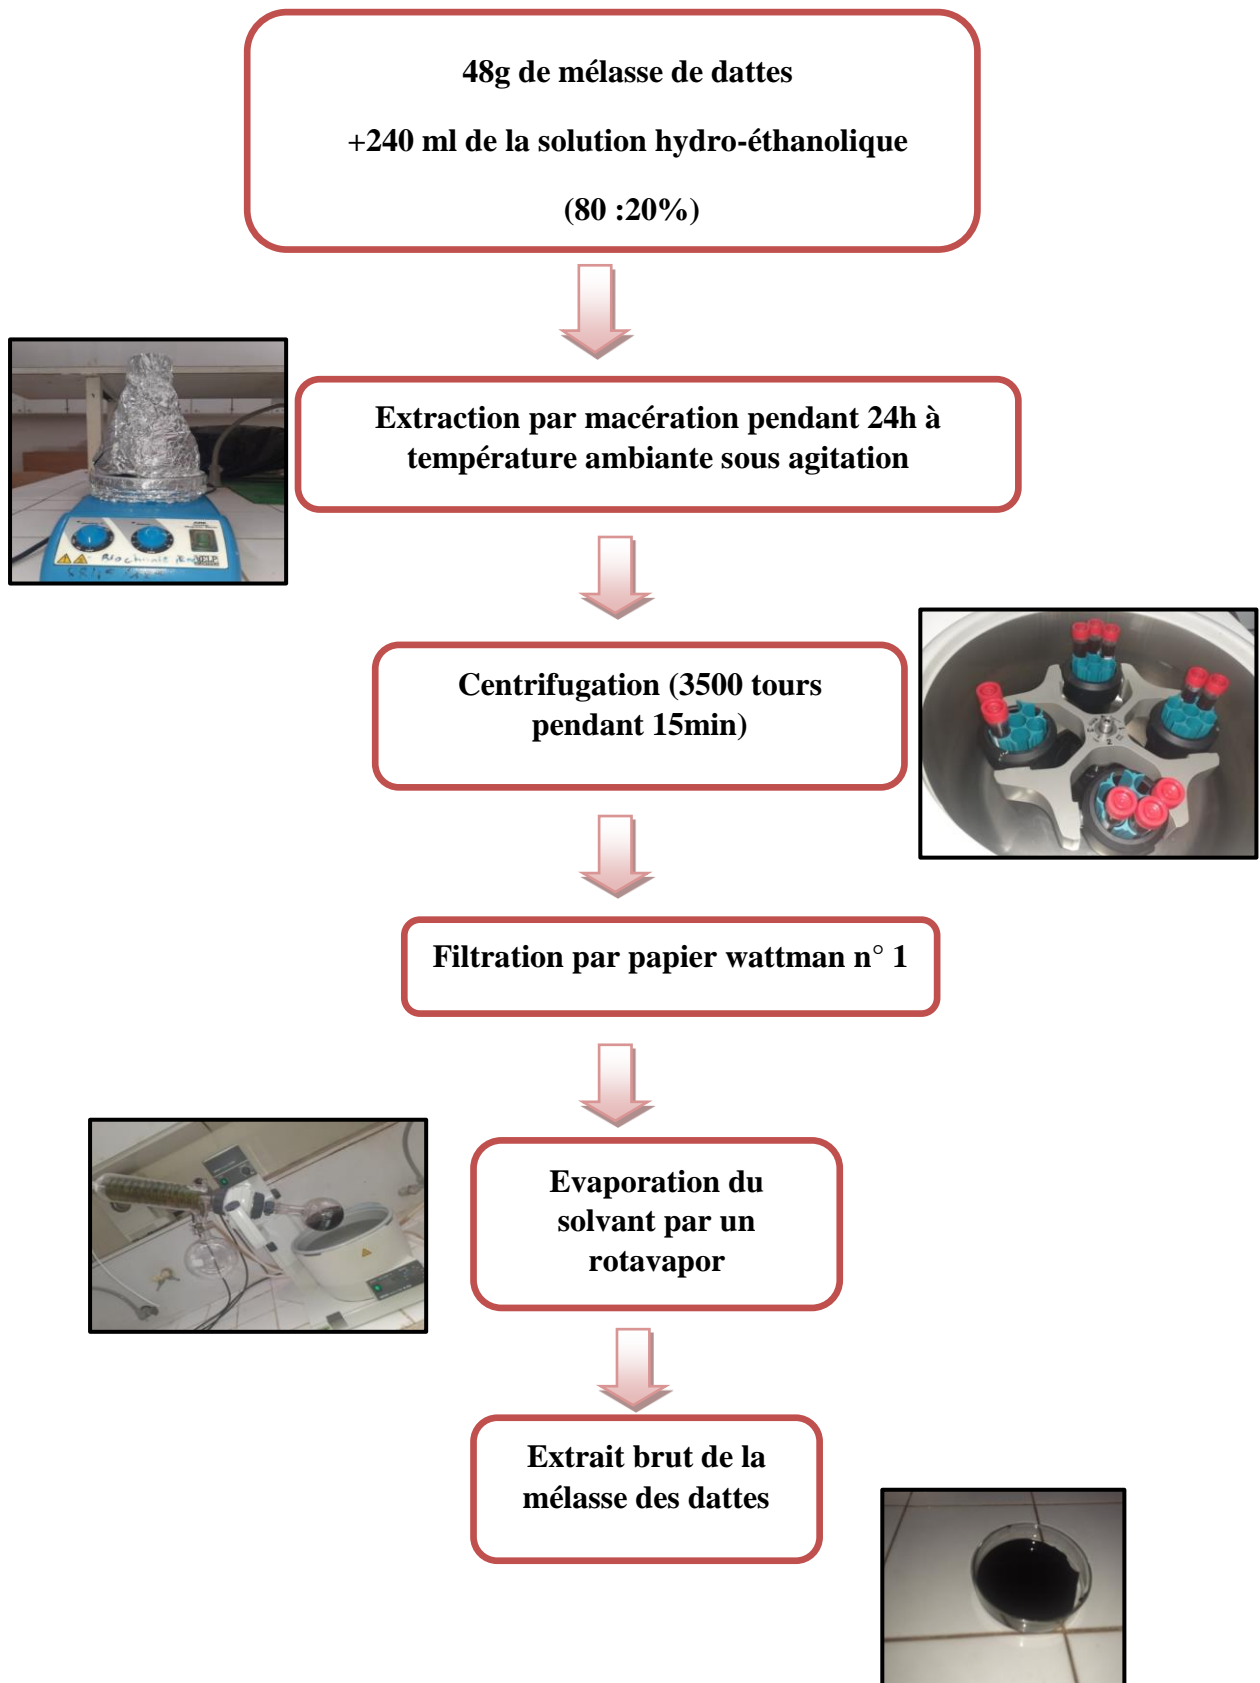 48g de mélasse de dattes
+240 ml de la solution hydro-éthanolique
(80 :20%)
Extraction par macération pendant 24h à
température ambiante sous agitation
VELP
Centrifugation (3500 tours
pendant 15min)
Filtration par papier wattman n° 1
Evaporation du
solvant par un
rotavapor
Extrait brut de la
mélasse des dattes